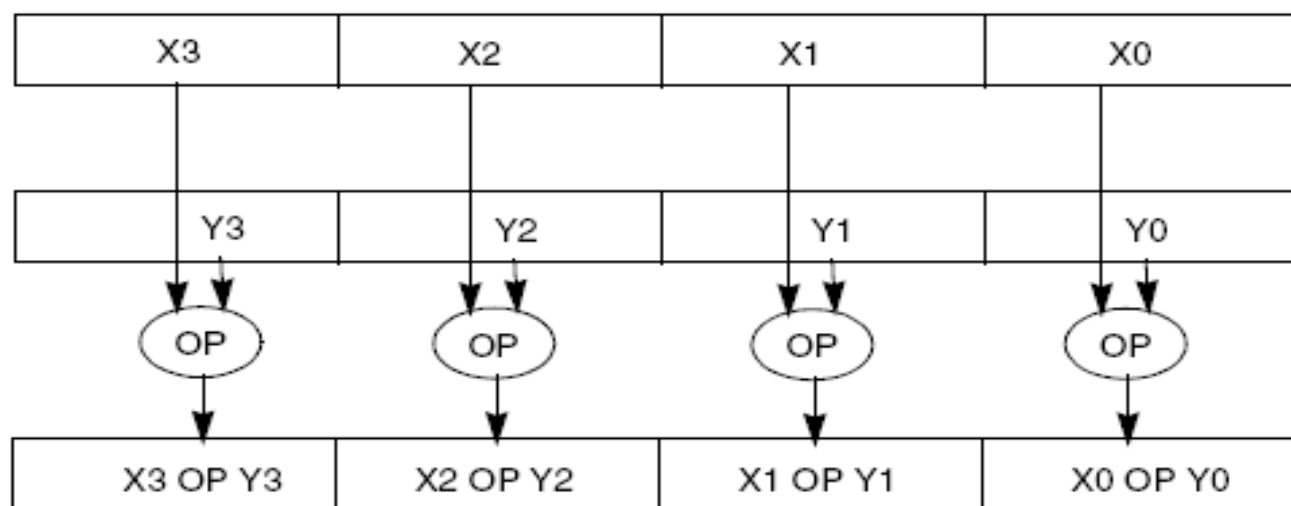 X3 X2 X1 X0
Y3 Y2 Y1 Y0
OP OP OP OP
X3 OP Y3 X2 OP Y2 X1 OP Y1 X0 OP Y0